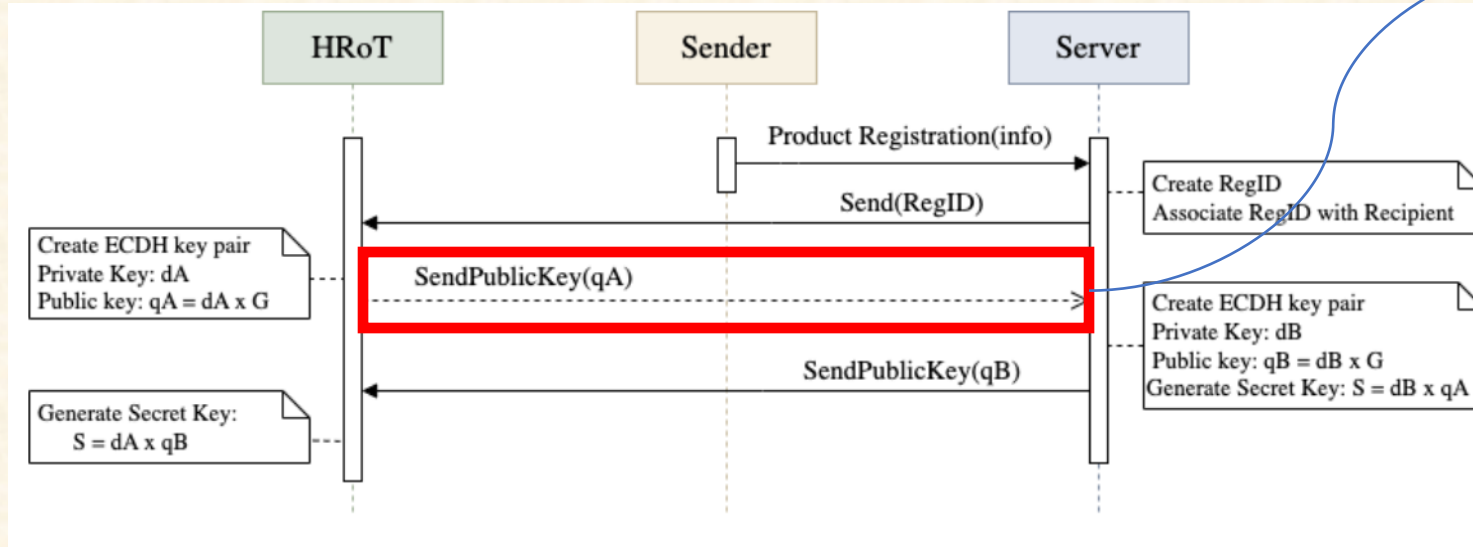 HRoT
Sender
Server
Product Registration(info)
Create RegID
Associate RegID with Recipient
Send(RegID)
Create ECDH key pair
Private Key: dA
Public key: qA = dA x G
SendPublicKey(qA)
Create ECDH key pair
Private Key: dB
Public key: qB = dB x G
Generate Secret Key: S = dB x qA
SendPublicKey(qB)
Generate Secret Key:
S = dA x qB